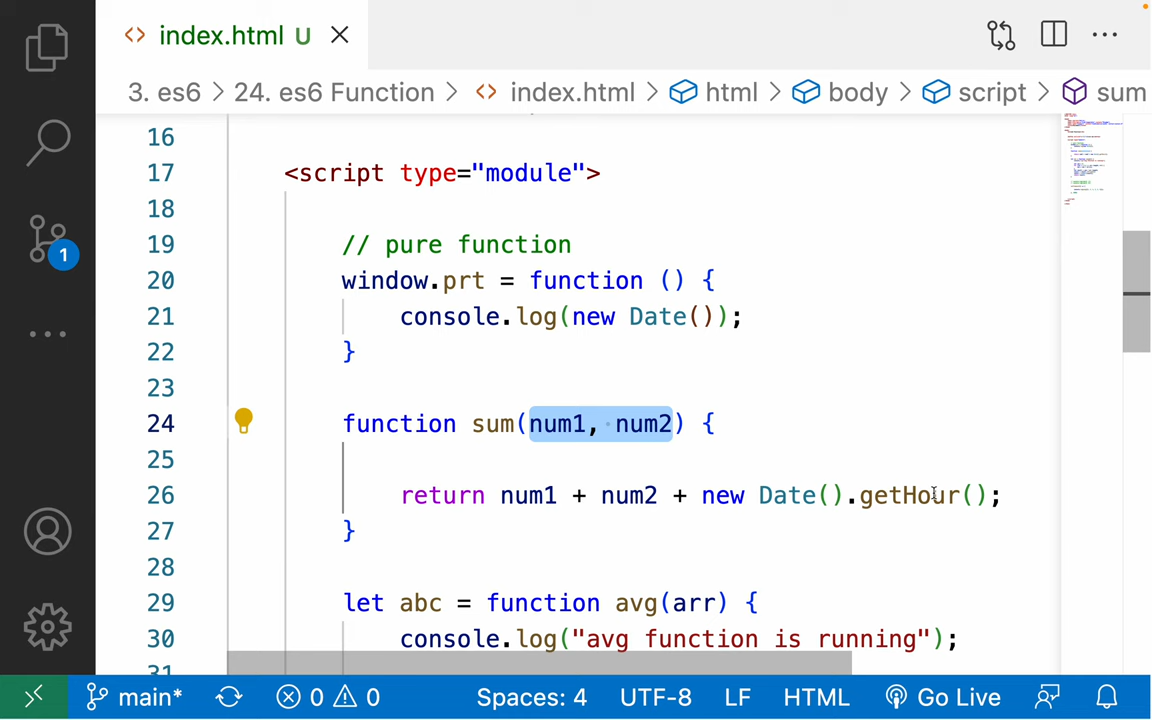 index.html U
3. es6 > 24. es6 Function > index.html > html > body > script > sum
16
17 <script type="module">
18
19 // pure function
20 window.prt = function () {
21 console.log(new Date());
22 }
23
24 function sum(num1, num2) {
25
26 return num1 + num2 + new Date().getHour();
27 }
28
29 let abc = function avg(arr) {
30 console.log("avg function is running");
31
1
main* 0 0 Spaces: 4 UTF-8 LF HTML Go Live